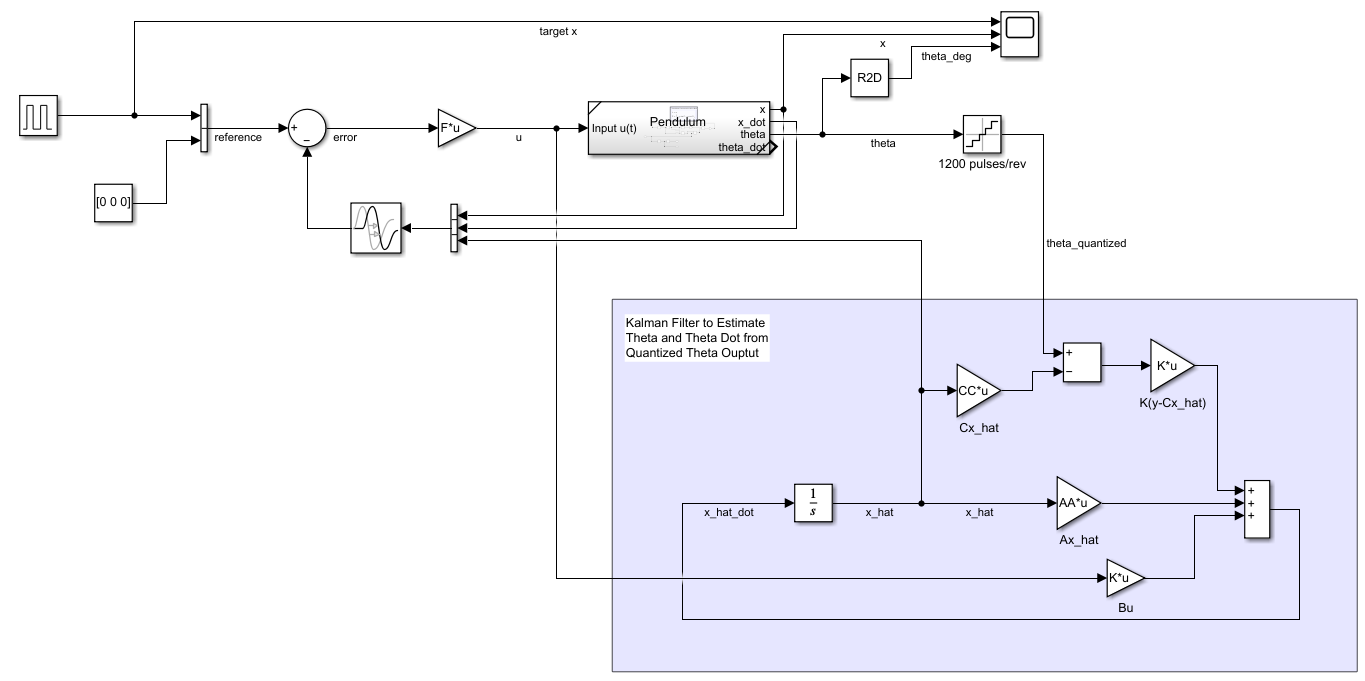 target x
x
theta_deg
R2D
reference
+
−
error
F*u
u
Input u(t)
Pendulum
x
x_dot
theta
theta_dot
theta
1200 pulses/rev
[0 0 0]
theta_quantized
Kalman Filter to Estimate
Theta and Theta Dot from
Quantized Theta Ouptut
+
−
K*u
K(y-Cx_hat)
CC*u
Cx_hat
x_hat_dot
1
s
x_hat
x_hat
AA*u
Ax_hat
+
+
+
K*u
Bu